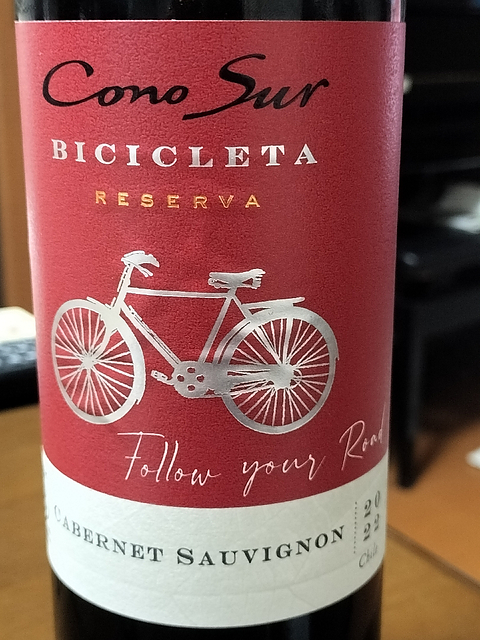 Cono Sur
BICICLETA
RESERVA
Follow your Road
CABERNET SAUVIGNON
20
22
Chile